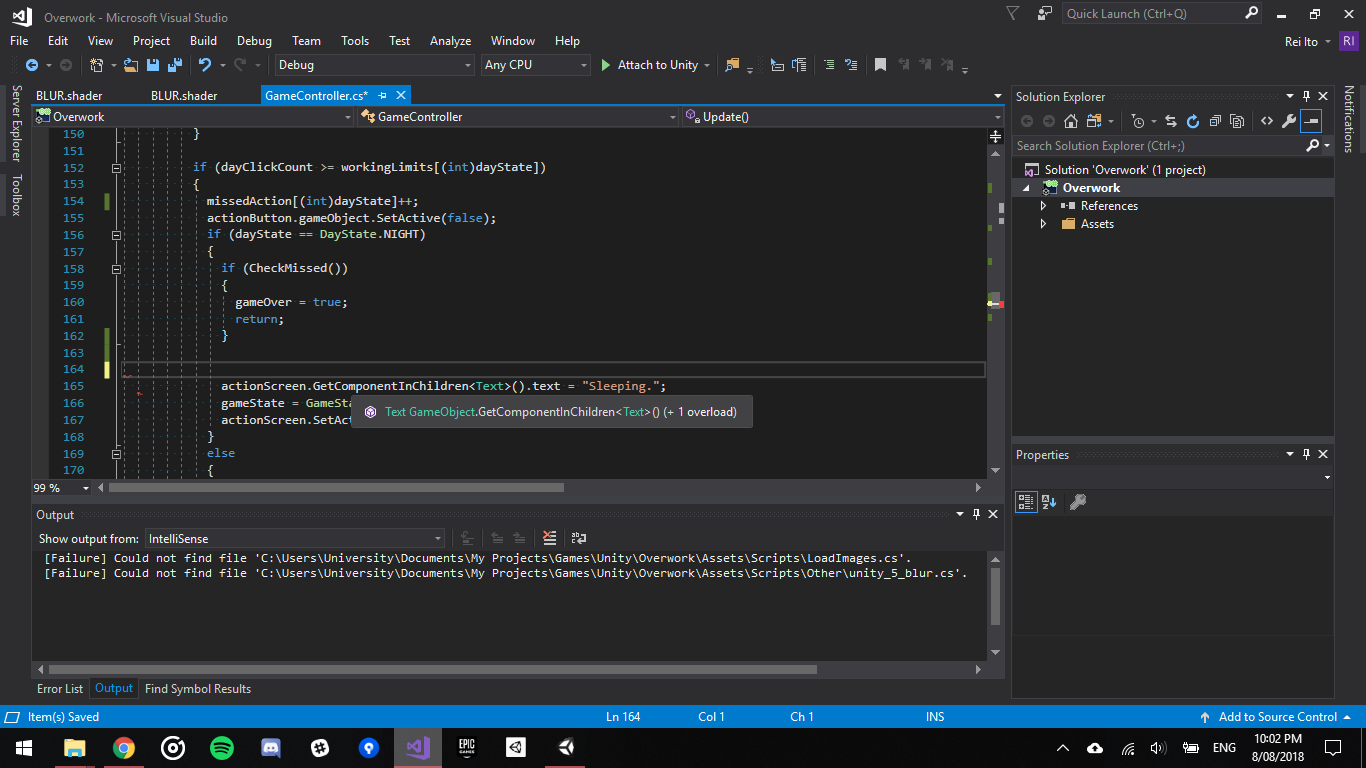 Overwork - Microsoft Visual Studio
Quick Launch (Ctrl+Q)
File Edit View Project Build Debug Team Tools Test Analyze Window Help
Rei Ito RI
Debug Any CPU Attach to Unity
Server Explorer
Toolbox
BLUR.shader BLUR.shader GameController.cs*
Overwork GameController Update()
150 }
151
152 if (dayClickCount >= workingLimits[(int)dayState])
153 {
154 missedAction[(int)dayState]++;
155 actionButton.gameObject.SetActive(false);
156 if (dayState == DayState.NIGHT)
157 {
158 if (CheckMissed())
159 {
160 gameOver = true;
161 return;
162 }
163
164
165 actionScreen.GetComponentInChildren<Text>().text = "Sleeping.";
166 gameState = GameSta
Text GameObject.GetComponentInChildren<Text>() (+ 1 overload)
167 actionScreen.SetAct
168 }
169 else
170 {
99 %
Output
Show output from: IntelliSense
[Failure] Could not find file 'C:\Users\University\Documents\My Projects\Games\Unity\Overwork\Assets\Scripts\LoadImages.cs'.
[Failure] Could not find file 'C:\Users\University\Documents\My Projects\Games\Unity\Overwork\Assets\Scripts\Other\unity_5_blur.cs'.
Error List Output Find Symbol Results
Solution Explorer
Search Solution Explorer (Ctrl+;)
Solution 'Overwork' (1 project)
Overwork
References
Assets
Properties
Notifications
Item(s) Saved Ln 164 Col 1 Ch 1 INS Add to Source Control
EPIC
GAMES
ENG
10:02 PM
8/08/2018